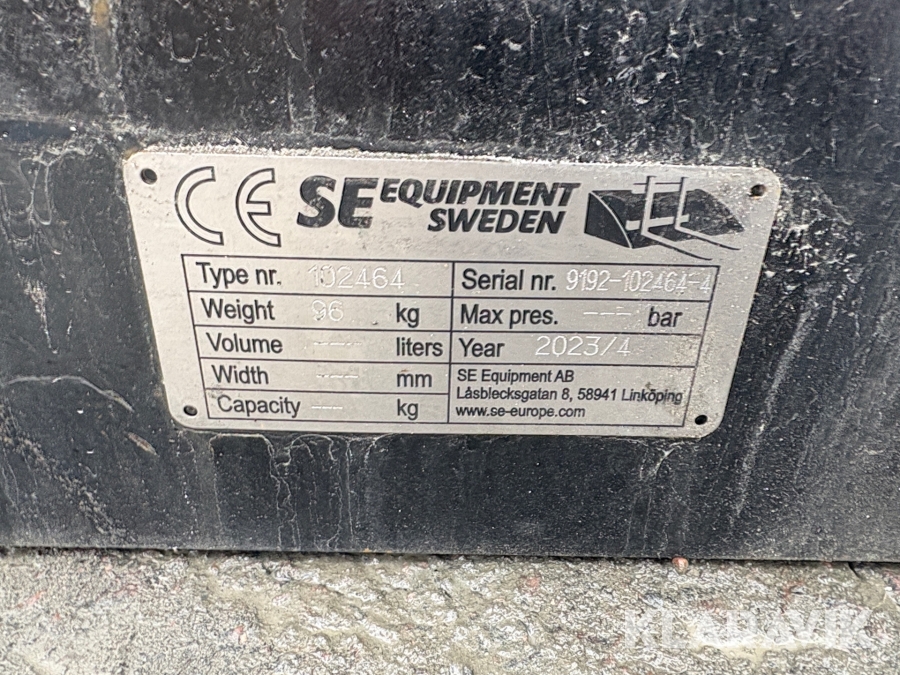 CE SE EQUIPMENT SWEDEN
Type nr. 102464
Serial nr. 9192-102464-4
Weight 96 kg
Max pres. --- bar
Volume --- liters
Year 2023/4
Width --- mm
SE Equipment AB
Låsblecksgatan 8, 58941 Linköping
www.se-europe.com
Capacity --- kg
KLARAVIK